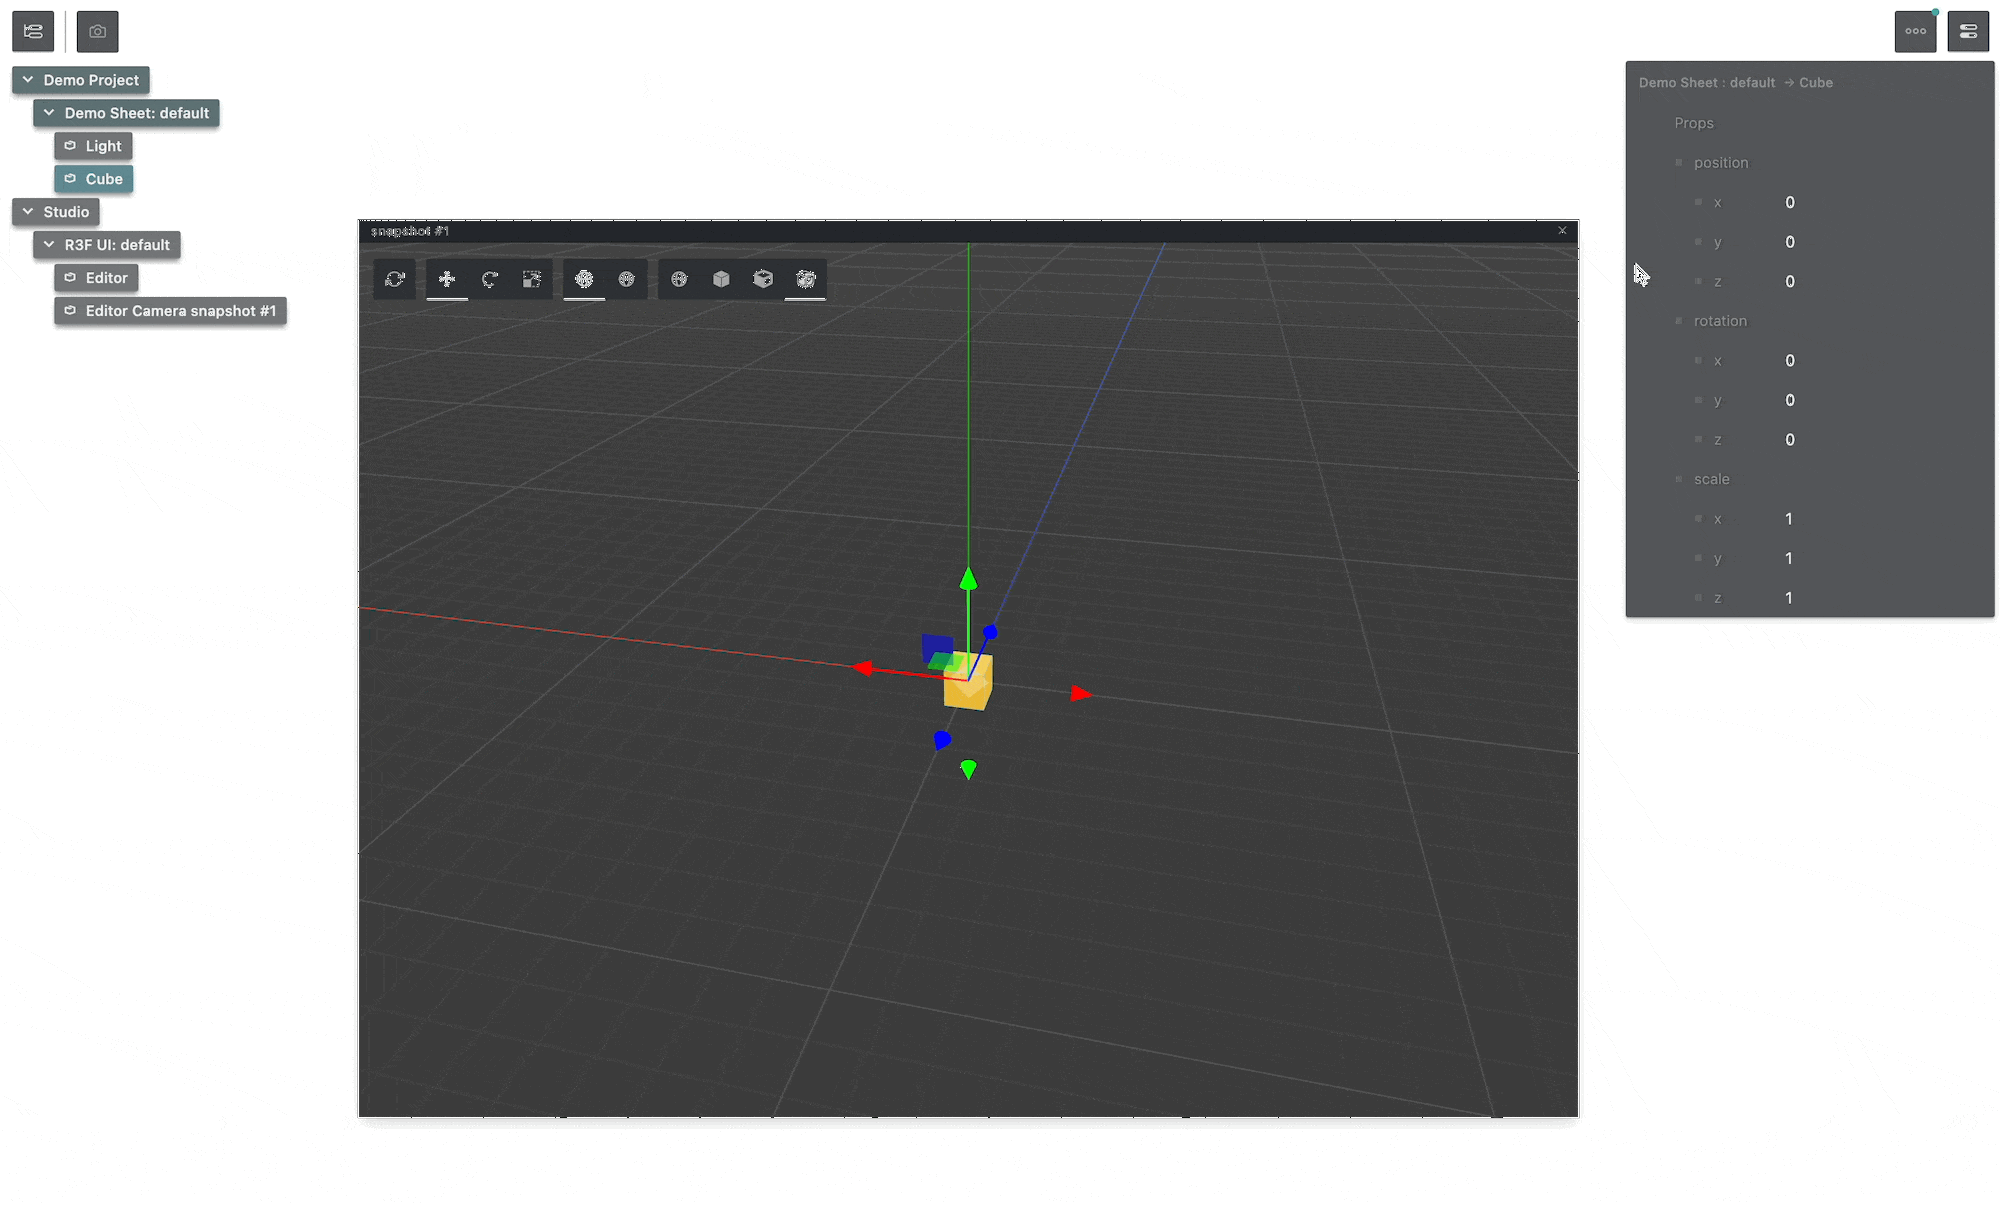 Demo Project
Demo Sheet: default
Light
Cube
Studio
R3F UI: default
Editor
Editor Camera snapshot #1
snapshot #1
Demo Sheet : default → Cube
Props
position
x 0
y 0
z 0
rotation
x 0
y 0
z 0
scale
x 1
y 1
z 1